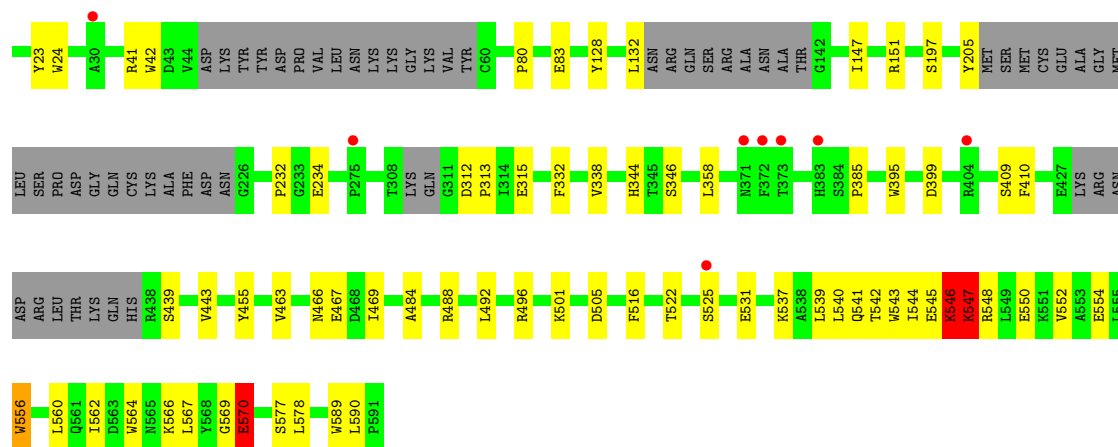 Y23 W24 A30 R41 W42 D43 V44 ASP LYS TYR TYR ASP PRO VAL LEU ASN LYS LYS GLY LYS VAL TYR C60 P80 E83 Y128 L132 ASN ARG GLN SER ARG ALA ASN ALA THR G142 I147 R151 S197 Y205 MET SER MET CYS GLU ALA GLY MET
LEU SER PRO ASP GLY GLN CYS LYS ALA PHE ASP ASN G226 P232 G233 E234 P275 T308 LYS GLN G311 D312 P313 I314 E315 F332 V338 H344 T345 S346 L358 N371 F372 T373 H383 S384 P385 W395 D399 R404 S409 F410 E427 LYS ARG ASN
ASP ARG LEU THR LYS GLN HIS R438 S439 V443 Y455 V463 N466 E467 D468 I469 A484 R488 L492 R496 K501 D505 F516 T522 S525 E531 K537 A538 L539 L540 Q541 T542 W543 I544 E545 K546 K547 R548 L549 E550 K551 V552 A553 E554 L555
W556 L560 Q561 I562 D563 W564 N565 K566 L567 Y568 G569 E570 S577 L578 W589 L590 P591